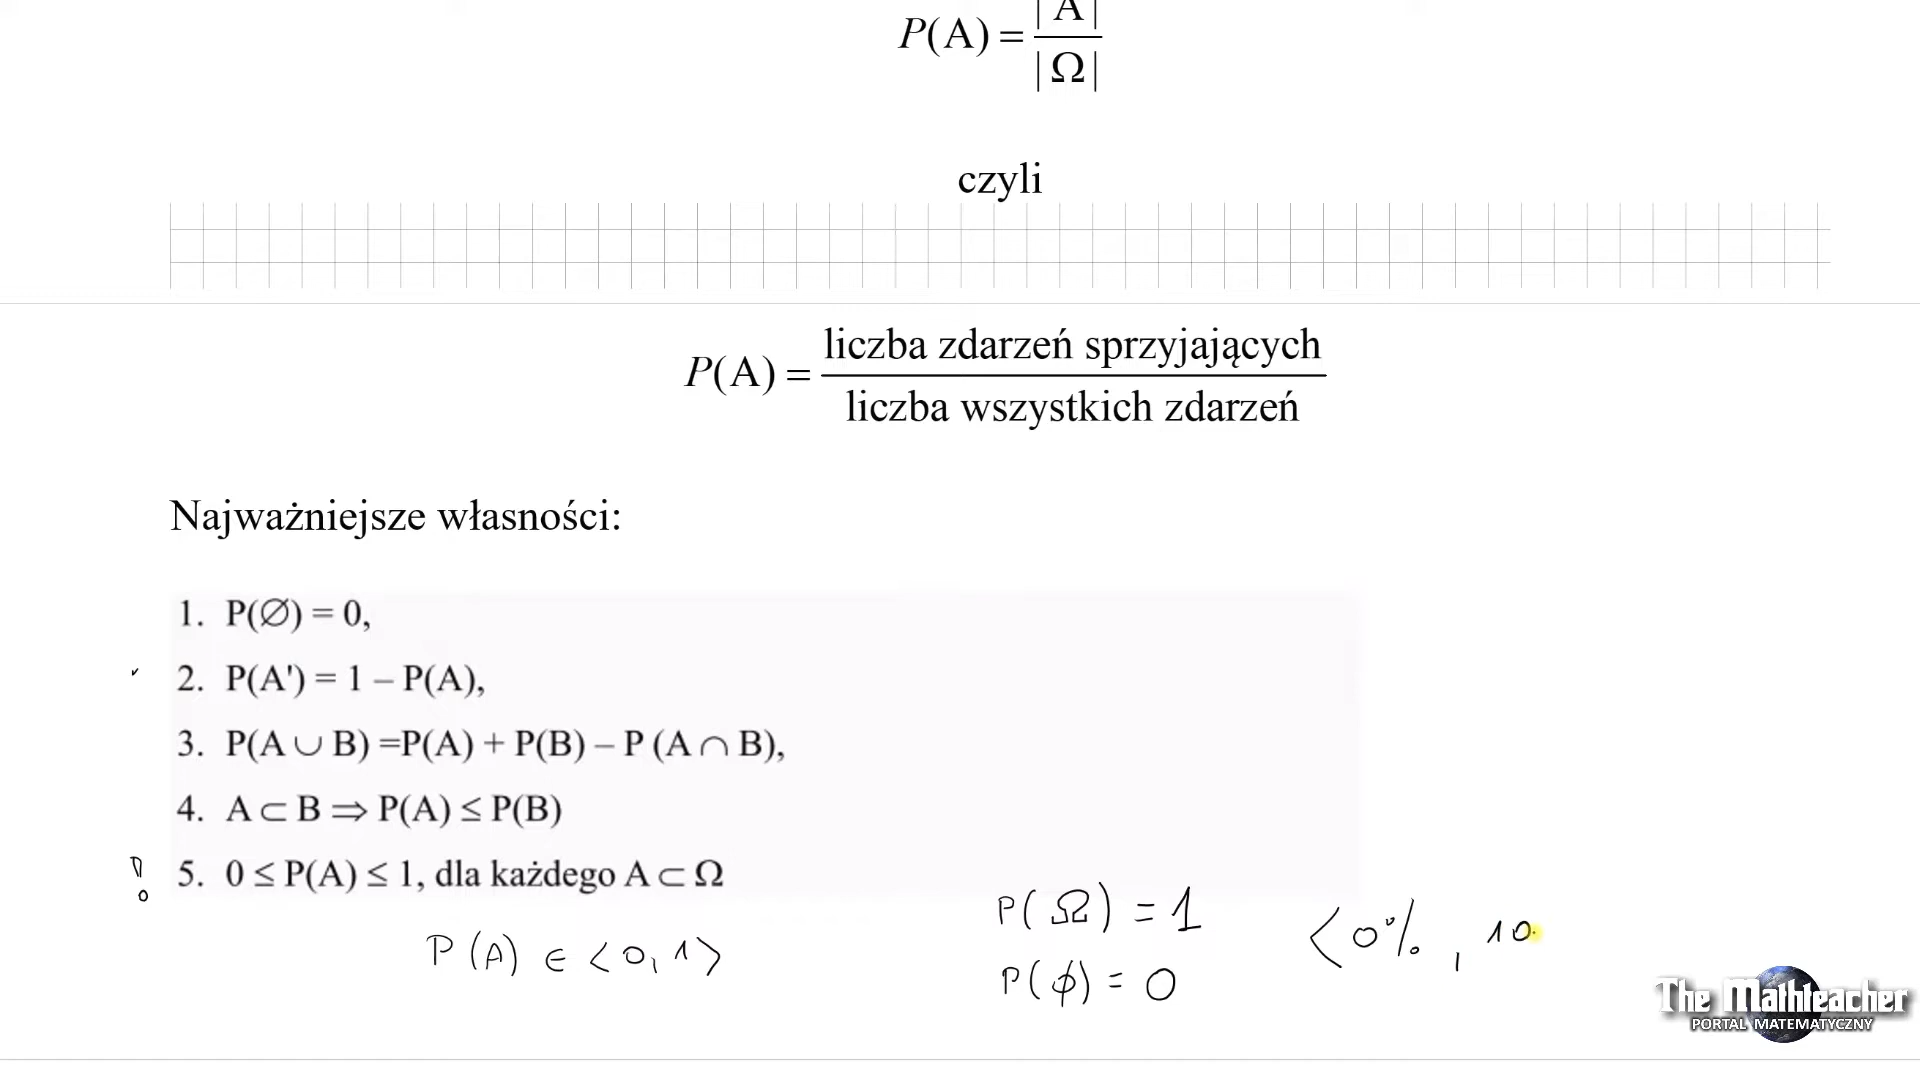 P(A) = |A| / |Ω|
czyli
P(A) = liczba zdarzeń sprzyjających / liczba wszystkich zdarzeń
Najważniejsze własności:
1. P(∅) = 0,
2. P(A') = 1 – P(A),
3. P(A ∪ B) =P(A) + P(B) – P (A ∩ B),
4. A ⊂ B ⇒ P(A) ≤ P(B)
5. 0 ≤ P(A) ≤ 1, dla każdego A ⊂ Ω
P(A) ∈ <0, 1>
P(Ω) = 1
P(ϕ) = 0
<0%, 10
The Mathteacher
PORTAL MATEMATYCZNY